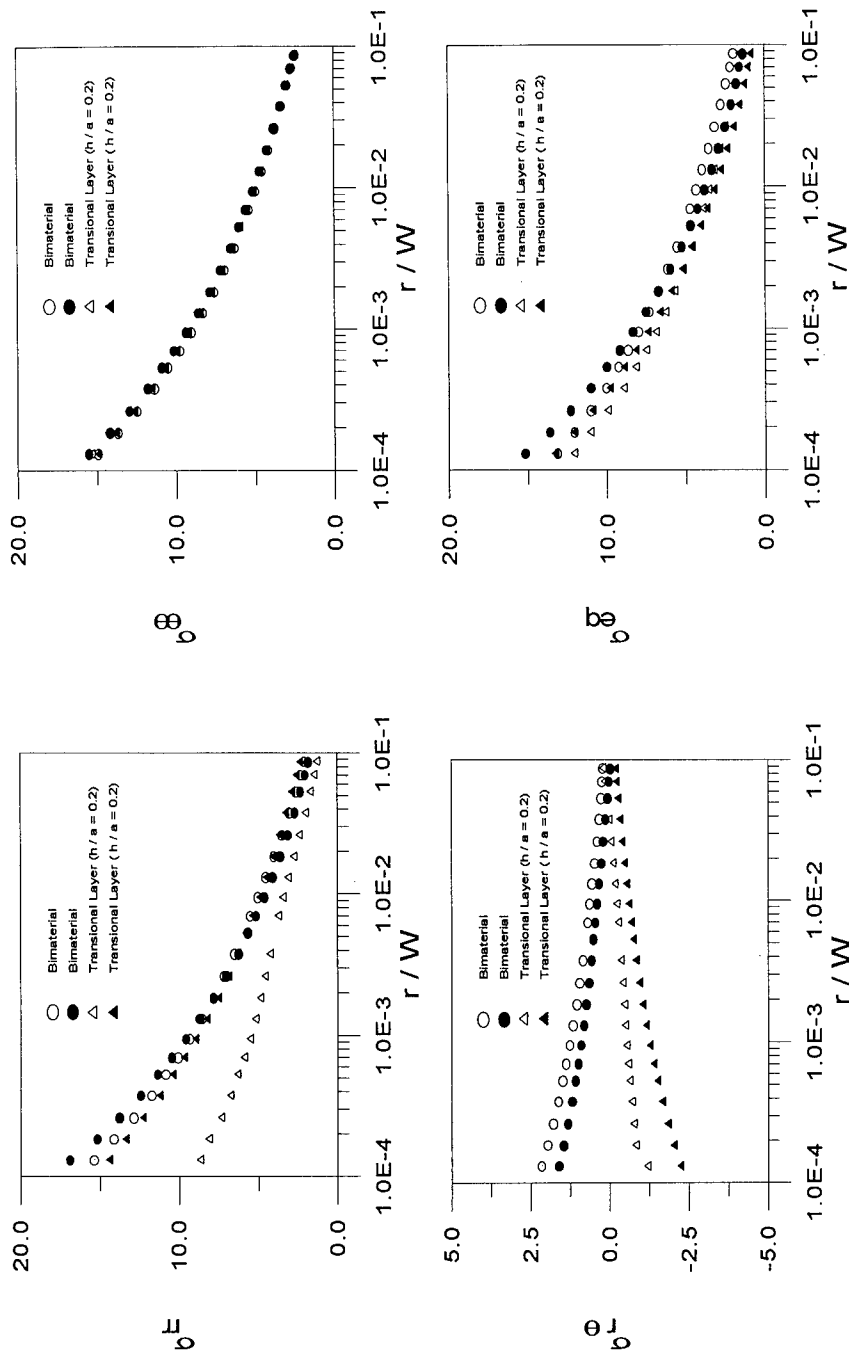 20.0
10.0
0.0
σrr
○ Bimaterial
● Bimaterial
△ Transional Layer (h / a = 0.2)
▲ Transional Layer ( h / a = 0.2)
1.0E-4
1.0E-3
1.0E-2
1.0E-1
r / W
20.0
10.0
0.0
σθθ
○ Bimaterial
● Bimaterial
△ Transional Layer (h / a = 0.2)
▲ Transional Layer ( h / a = 0.2)
1.0E-4
1.0E-3
1.0E-2
1.0E-1
r / W
5.0
2.5
0.0
-2.5
-5.0
σrθ
○ Bimaterial
● Bimaterial
△ Transional Layer (h / a = 0.2)
▲ Transional Layer ( h / a = 0.2)
1.0E-4
1.0E-3
1.0E-2
1.0E-1
r / W
20.0
10.0
0.0
σeq
○ Bimaterial
● Bimaterial
△ Transional Layer (h / a = 0.2)
▲ Transional Layer ( h / a = 0.2)
1.0E-4
1.0E-3
1.0E-2
1.0E-1
r / W